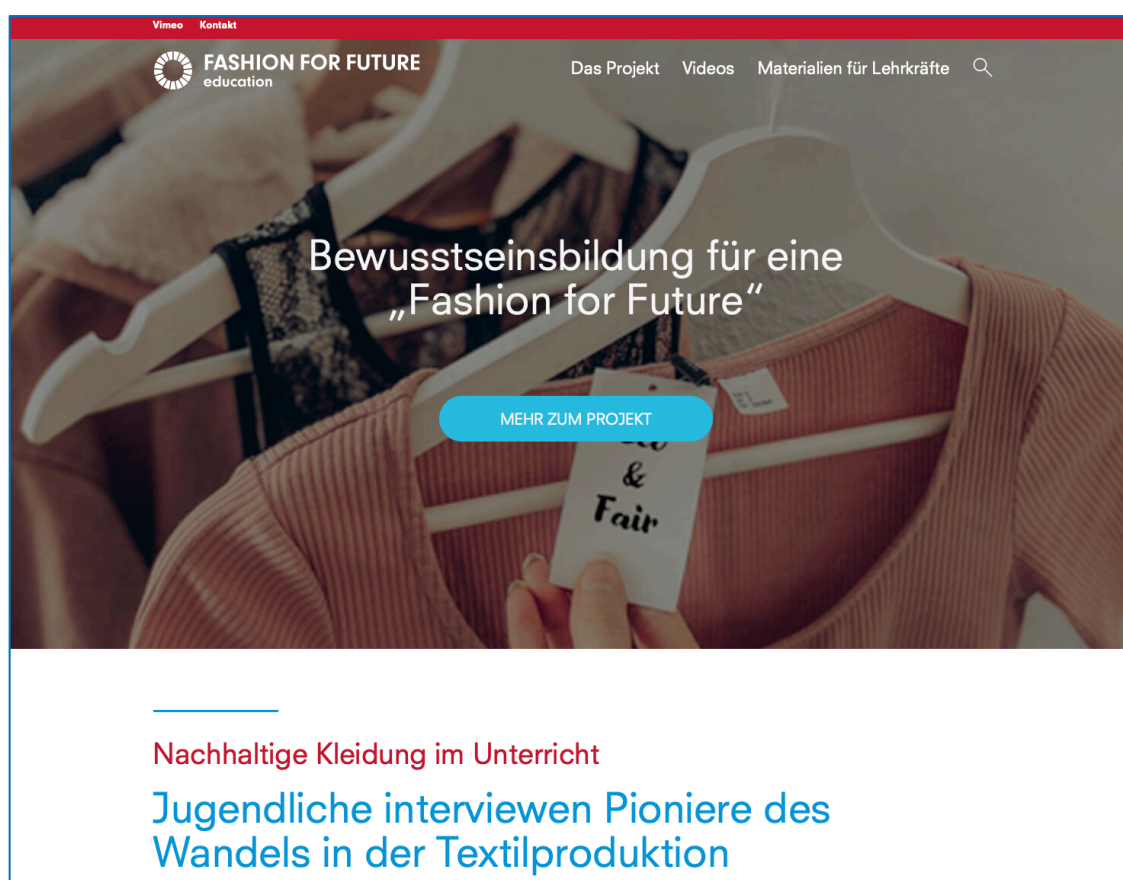 Vimeo Kontakt
FASHION FOR FUTURE
education
Das Projekt Videos Materialien für Lehrkräfte
Bewusstseinsbildung für eine
„Fashion for Future“
MEHR ZUM PROJEKT
&
Fair
Nachhaltige Kleidung im Unterricht
Jugendliche interviewen Pioniere des
Wandels in der Textilproduktion